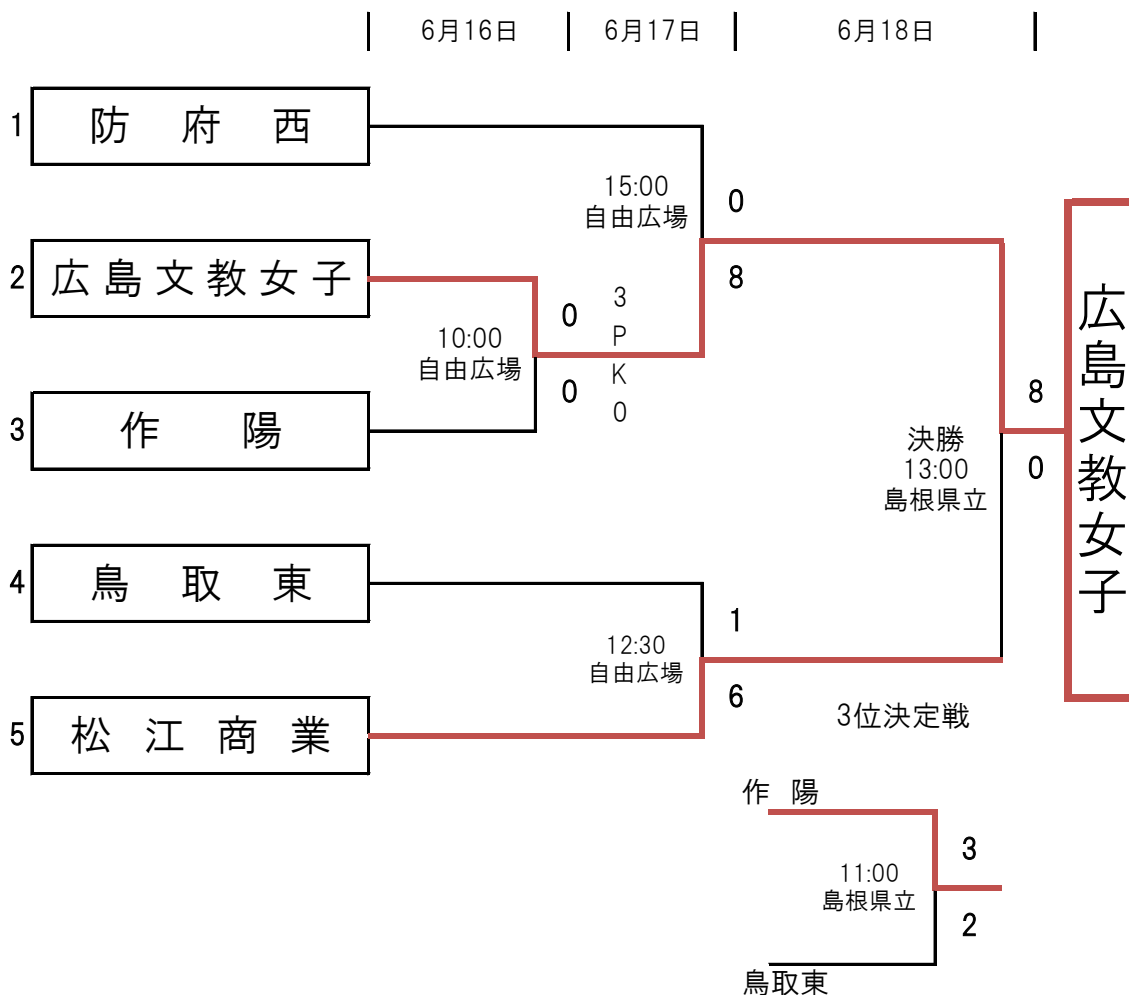 6月16日 6月17日 6月18日
1 防府西
15:00
自由広場
0
8
2 広島文教女子
10:00
自由広場
0
0
3PK0
3 作陽
決勝
13:00
島根県立
8
0
広島文教女子
4 鳥取東
12:30
自由広場
1
6
5 松江商業
3位決定戦
作陽
11:00
島根県立
3
2
鳥取東